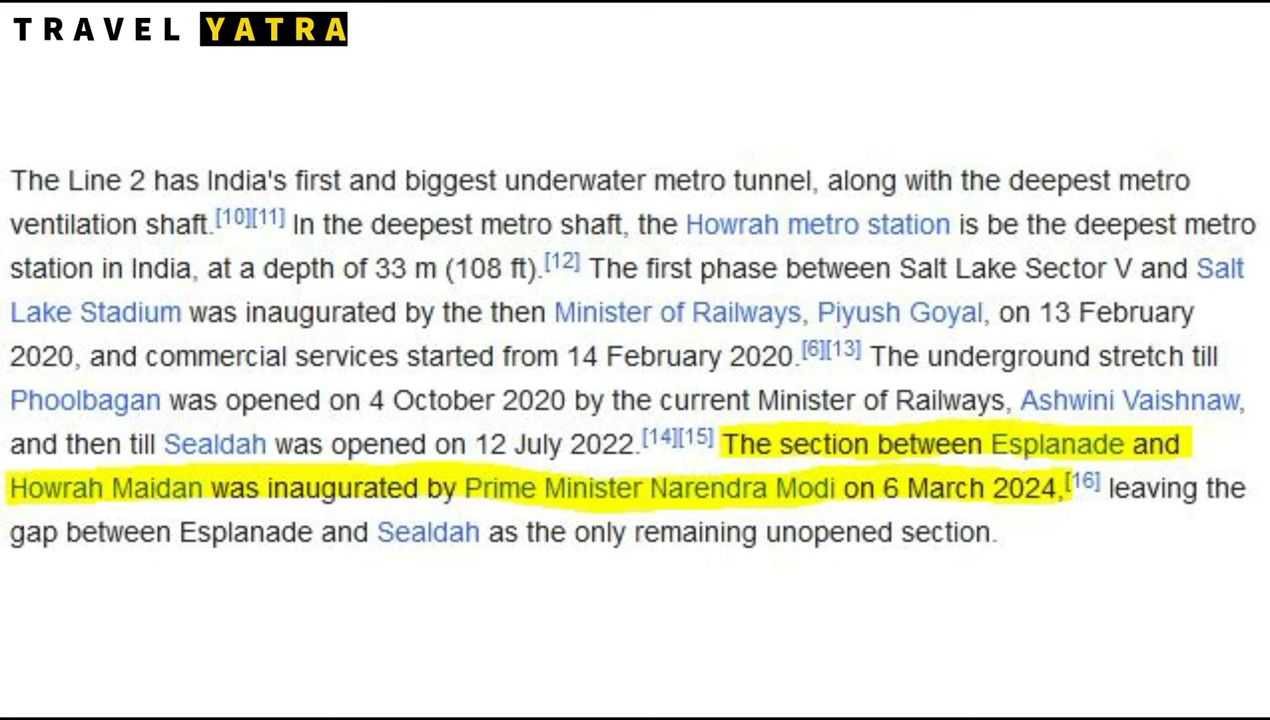 TRAVEL YATRA
The Line 2 has India's first and biggest underwater metro tunnel, along with the deepest metro
ventilation shaft.[10][11] In the deepest metro shaft, the Howrah metro station is be the deepest metro
station in India, at a depth of 33 m (108 ft).[12] The first phase between Salt Lake Sector V and Salt
Lake Stadium was inaugurated by the then Minister of Railways, Piyush Goyal, on 13 February
2020, and commercial services started from 14 February 2020.[6][13] The underground stretch till
Phoolbagan was opened on 4 October 2020 by the current Minister of Railways, Ashwini Vaishnaw,
and then till Sealdah was opened on 12 July 2022.[14][15] The section between Esplanade and
Howrah Maidan was inaugurated by Prime Minister Narendra Modi on 6 March 2024,[16] leaving the
gap between Esplanade and Sealdah as the only remaining unopened section.